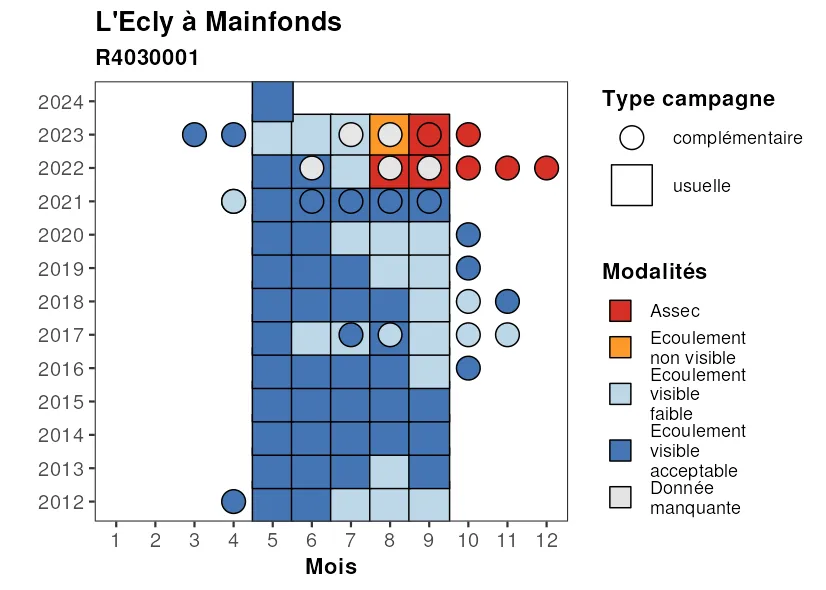 L'Ecly à Mainfonds
R4030001
2024
2023
2022
2021
2020
2019
2018
2017
2016
2015
2014
2013
2012
1 2 3 4 5 6 7 8 9 10 11 12
Mois
Type campagne
complémentaire
usuelle
Modalités
Assec
Ecoulement
non visible
Ecoulement
visible
faible
Ecoulement
visible
acceptable
Donnée
manquante